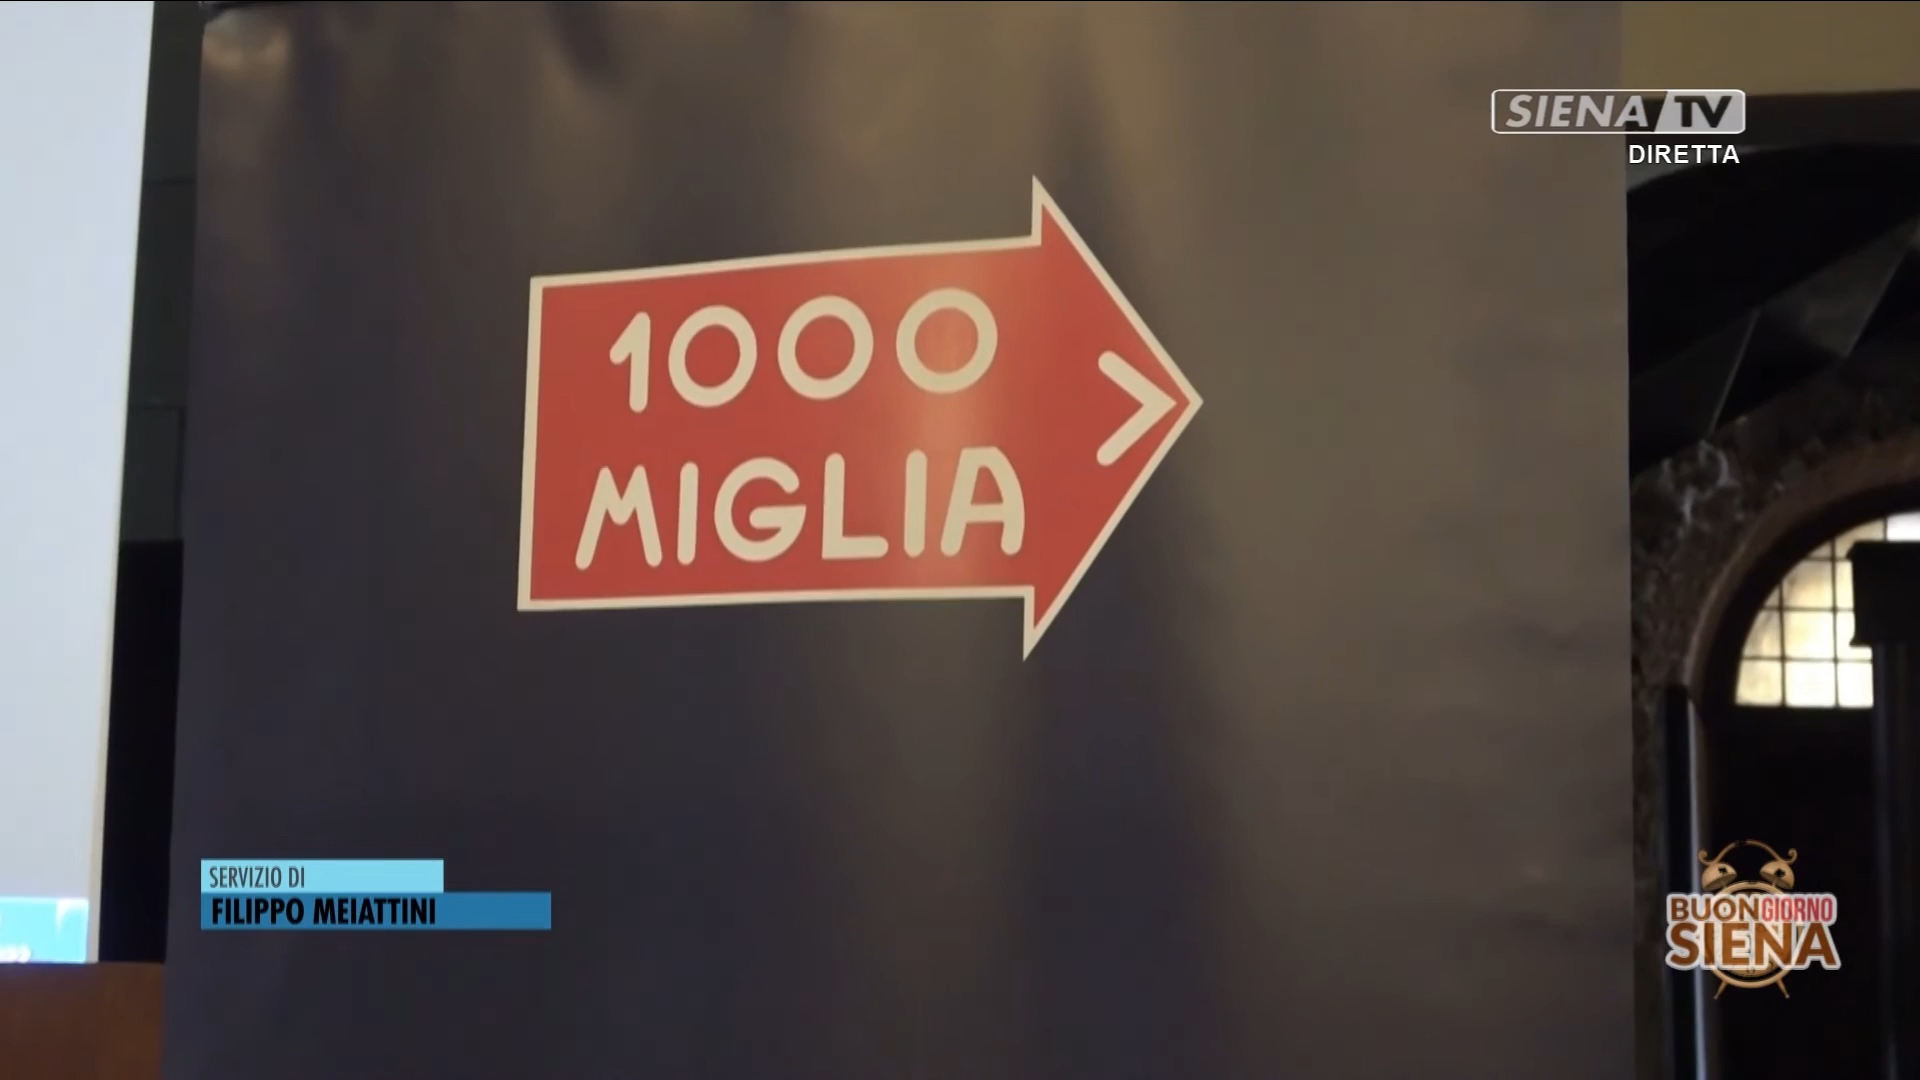 SIENA TV
DIRETTA
1000
MIGLIA
SERVIZIO DI
FILIPPO MEIATTINI
BUONGIORNO
SIENA